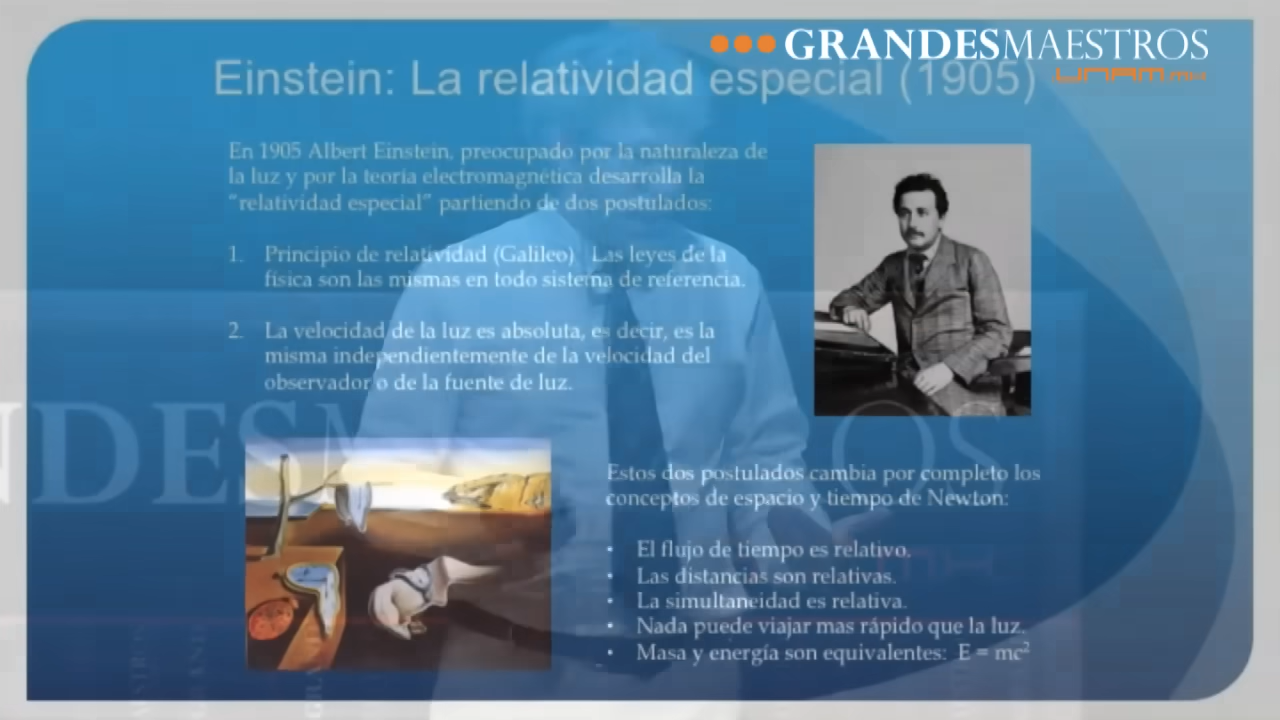 GRANDESMAESTROS
UNAM.mx
Einstein: La relatividad especial (1905)
En 1905 Albert Einstein, preocupado por la naturaleza de
la luz y por la teoría electromagnética desarrolla la
“relatividad especial” partiendo de dos postulados:
1. Principio de relatividad (Galileo) Las leyes de la
física son las mismas en todo sistema de referencia.
2. La velocidad de la luz es absoluta, es decir, es la
misma independientemente de la velocidad del
observador o de la fuente de luz.
NDESMAESTROS
Estos dos postulados cambia por completo los
conceptos de espacio y tiempo de Newton:
• El flujo de tiempo es relativo.
• Las distancias son relativas.
• La simultaneidad es relativa.
• Nada puede viajar mas rápido que la luz.
• Masa y energía son equivalentes: E = mc²